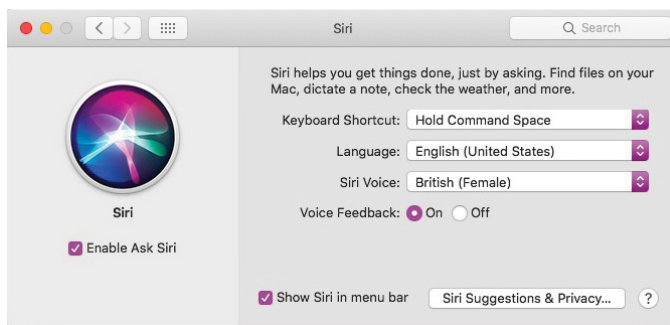 Siri
Search
Siri helps you get things done, just by asking. Find files on your
Mac, dictate a note, check the weather, and more.
Keyboard Shortcut: Hold Command Space
Language: English (United States)
Siri Voice: British (Female)
Siri
Voice Feedback: On Off
Enable Ask Siri
Show Siri in menu bar Siri Suggestions & Privacy... ?